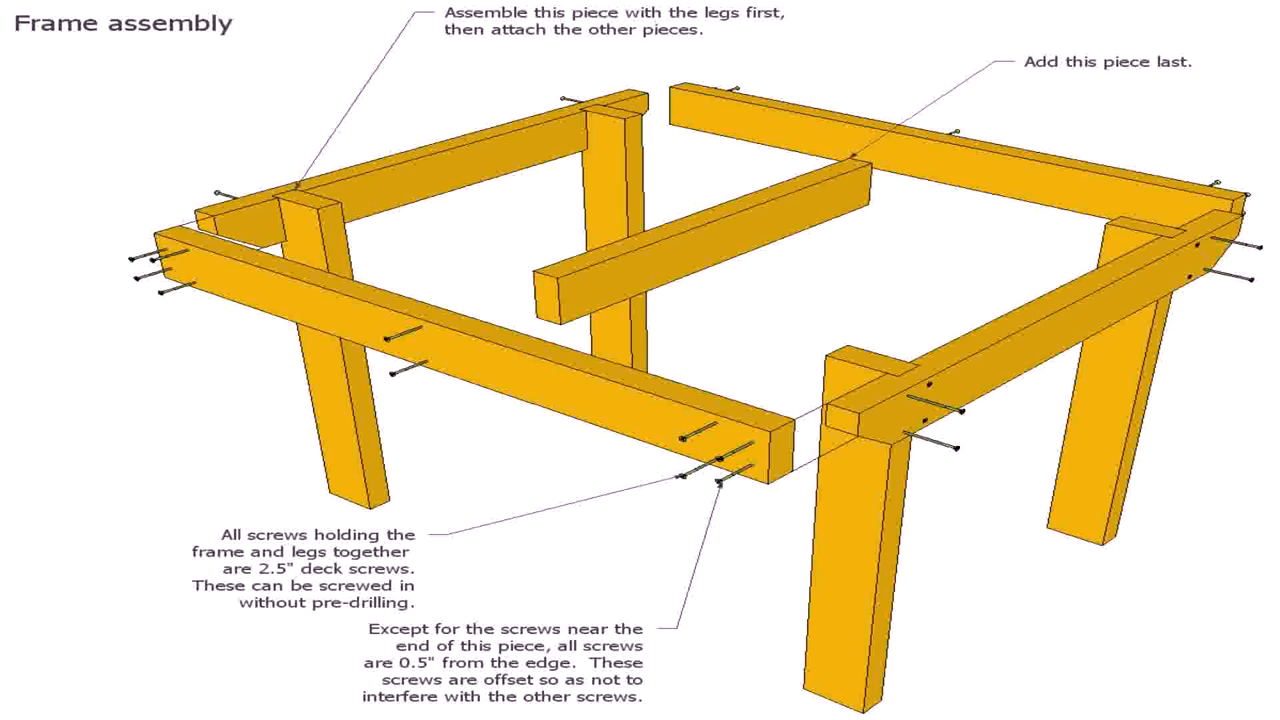 Frame assembly
Assemble this piece with the legs first,
then attach the other pieces.
Add this piece last.
All screws holding the
frame and legs together
are 2.5" deck screws.
These can be screwed in
without pre-drilling.
Except for the screws near the
end of this piece, all screws
are 0.5" from the edge.  These
screws are offset so as not to
interfere with the other screws.